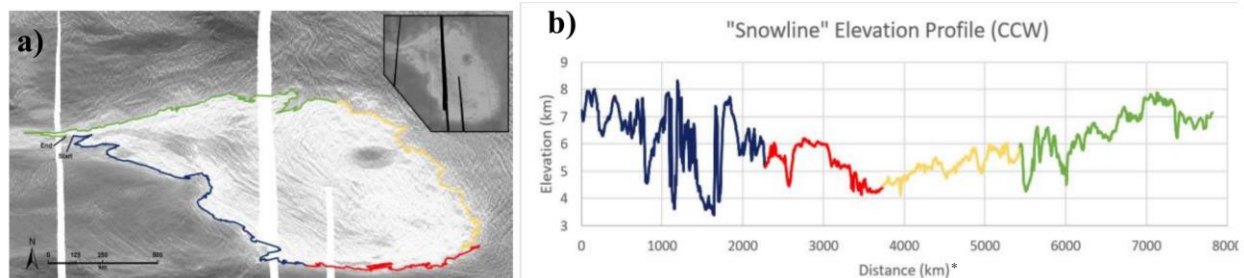 a)
End
Start
N
0 125 250 500
km
b)
"Snowline" Elevation Profile (CCW)
Elevation (km)
9
8
7
6
5
4
3
0 1000 2000 3000 4000 5000 6000 7000 8000
Distance (km)*